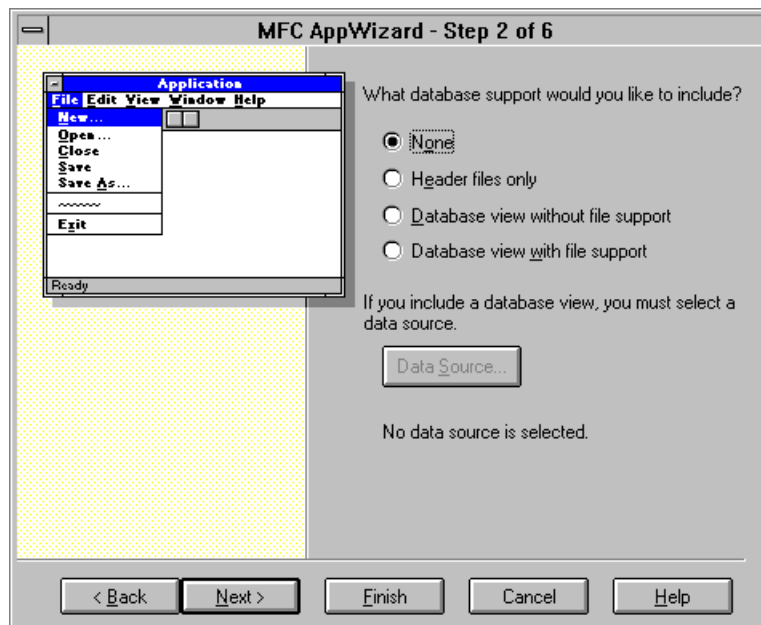 MFC AppWizard - Step 2 of 6
Application
File Edit View Window Help
New...
Open...
Close
Save
Save As...
Exit
Ready
What database support would you like to include?
None
Header files only
Database view without file support
Database view with file support
If you include a database view, you must select a
data source.
Data Source...
No data source is selected.
< Back Next > Finish Cancel Help